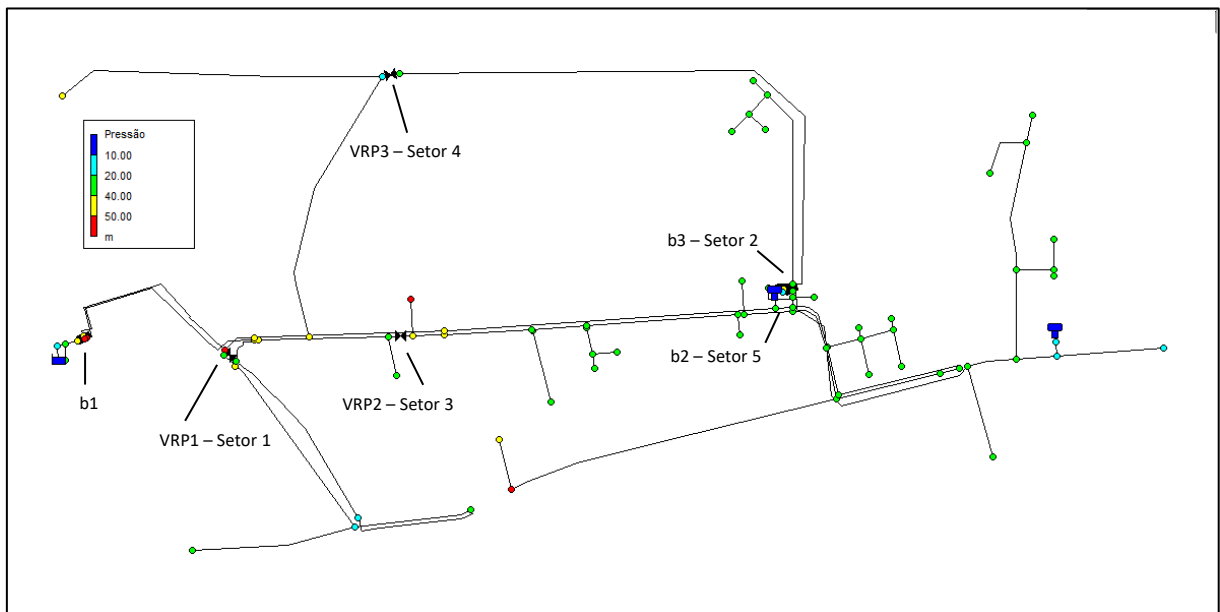 VRP3 – Setor 4
Pressão
10.00
20.00
40.00
50.00
m
b3 – Setor 2
b2 – Setor 5
b1
VRP2 – Setor 3
VRP1 – Setor 1